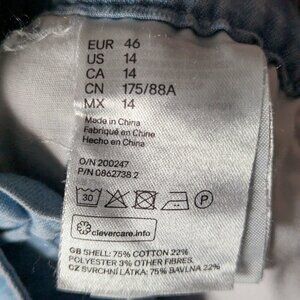 EUR 46
US 14
CA 14
CN 175/88A
MX 14
Made in China
Fabriqué en Chine
Hecho en Chino
O/N 200247
P/N 0862738 2
30 P
clevercare.info
GB SHELL: 75% COTTON 22%
POLYESTER 3% OTHER FIBRES.
CZ SVRCHNÍ LÁTKA: 75% BAVLNA 22%